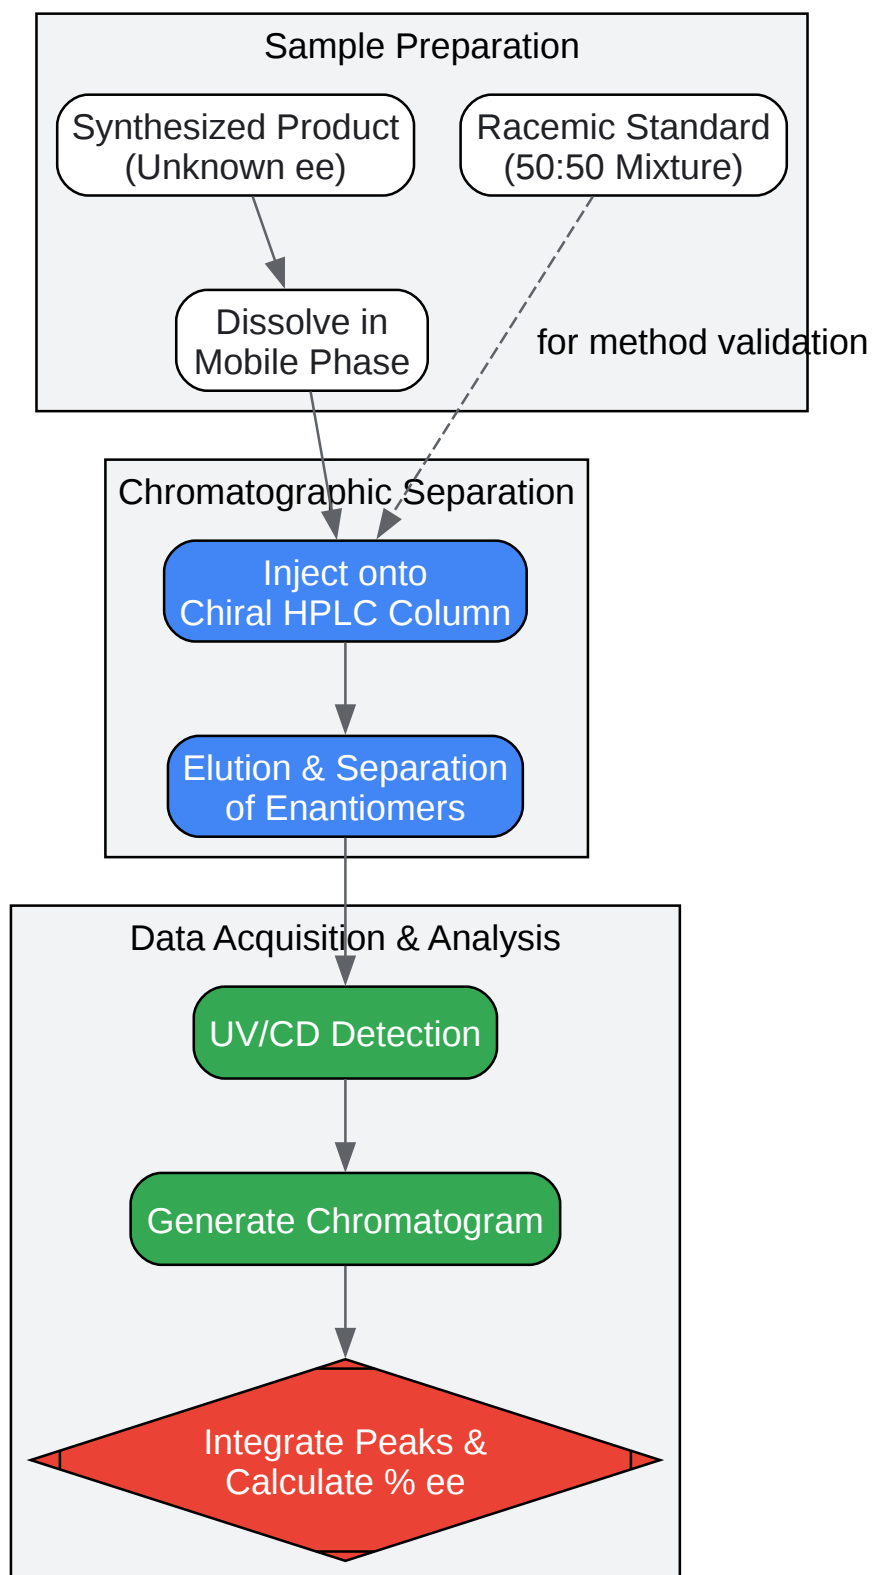 Sample Preparation
Synthesized Product
(Unknown ee)
Racemic Standard
(50:50 Mixture)
Dissolve in
Mobile Phase
for method validation
Chromatographic Separation
Inject onto
Chiral HPLC Column
Elution & Separation
of Enantiomers
Data Acquisition & Analysis
UV/CD Detection
Generate Chromatogram
Integrate Peaks &
Calculate % ee